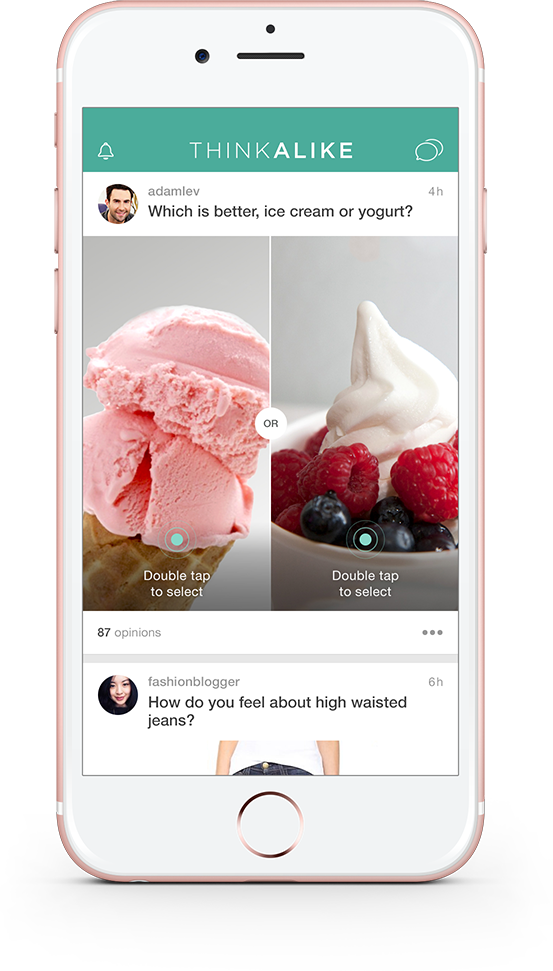 THINKALIKE
adamlev 4h
Which is better, ice cream or yogurt?
OR
Double tap
to select
Double tap
to select
87 opinions
fashionblogger 6h
How do you feel about high waisted
jeans?